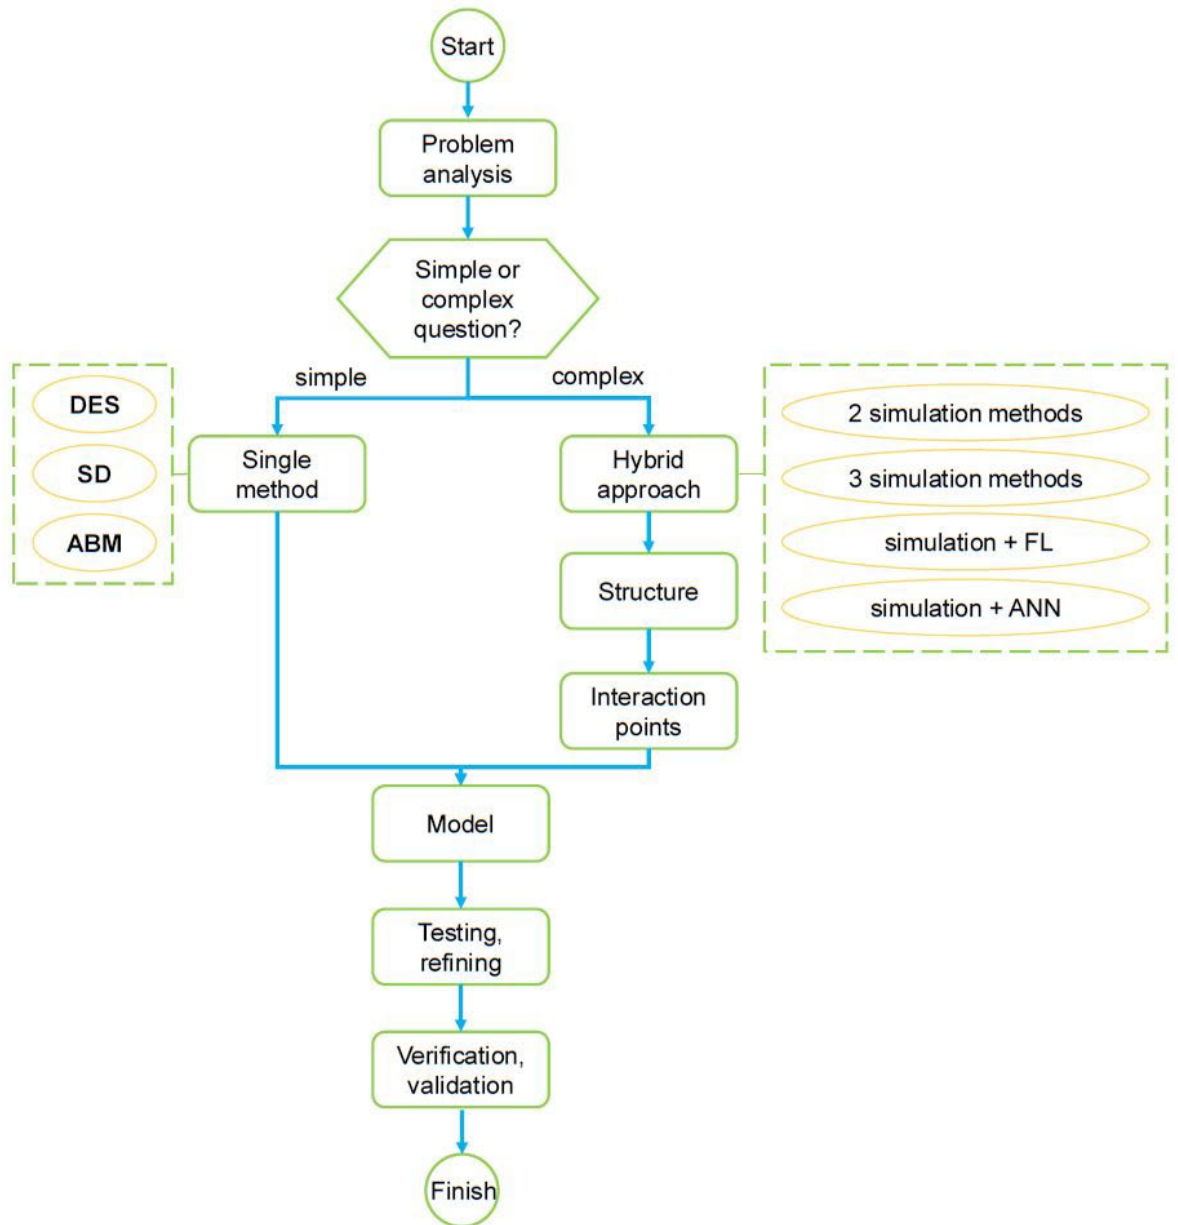 Start
Problem
analysis
Simple or
complex
question?
simple
complex
DES
SD
ABM
Single
method
Hybrid
approach
2 simulation methods
3 simulation methods
simulation + FL
simulation + ANN
Structure
Interaction
points
Model
Testing,
refining
Verification,
validation
Finish